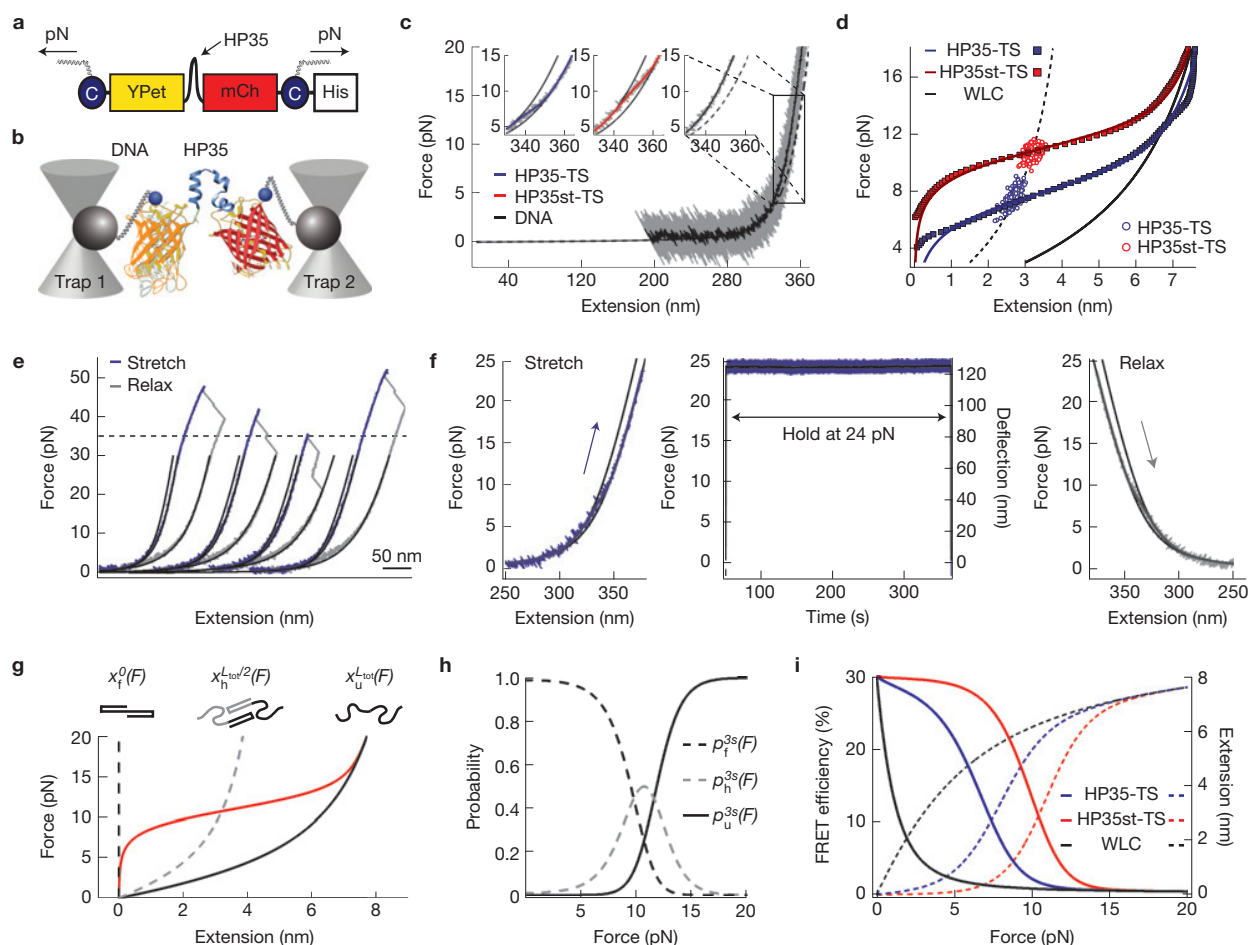 a
pN
HP35
pN
C
YPet
mCh
C
His
b
DNA
HP35
Trap 1
Trap 2
c
Force (pN)
20
15
10
5
0
15
10
5
340
360
15
10
5
340
360
15
10
5
340
360
HP35-TS
HP35st-TS
DNA
40
120
200
280
360
Extension (nm)
d
Force (pN)
16
12
8
4
HP35-TS
HP35st-TS
WLC
HP35-TS
HP35st-TS
0
1
2
3
4
5
6
7
Extension (nm)
e
Stretch
Relax
Force (pN)
50
40
30
20
10
0
50 nm
Extension (nm)
f
Stretch
Force (pN)
25
20
15
10
5
0
250
300
350
Extension (nm)
Force (pN)
25
20
15
10
5
0
Hold at 24 pN
120
100
80
60
40
20
0
Deflection (nm)
100
200
300
Time (s)
Relax
Force (pN)
25
20
15
10
5
0
350
300
250
Extension (nm)
g
x_f^0(F)
x_h^{L_tot/2}(F)
x_u^{L_tot}(F)
Force (pN)
20
15
10
5
0
0
2
4
6
8
Extension (nm)
h
Probability
1.0
0.8
0.6
0.4
0.2
0.0
p_f^{3s}(F)
p_h^{3s}(F)
p_u^{3s}(F)
0
5
10
15
20
Force (pN)
i
FRET efficiency (%)
30
20
10
0
HP35-TS
HP35st-TS
WLC
8
6
4
2
0
Extension (nm)
0
5
10
15
20
Force (pN)